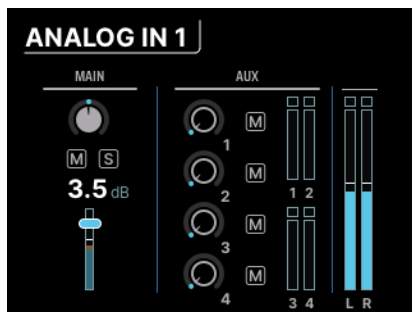 ANALOG IN 1
MAIN
AUX
M S
3.5 dB
1 M
2 M
3 M
4 M
1 2
3 4
L R